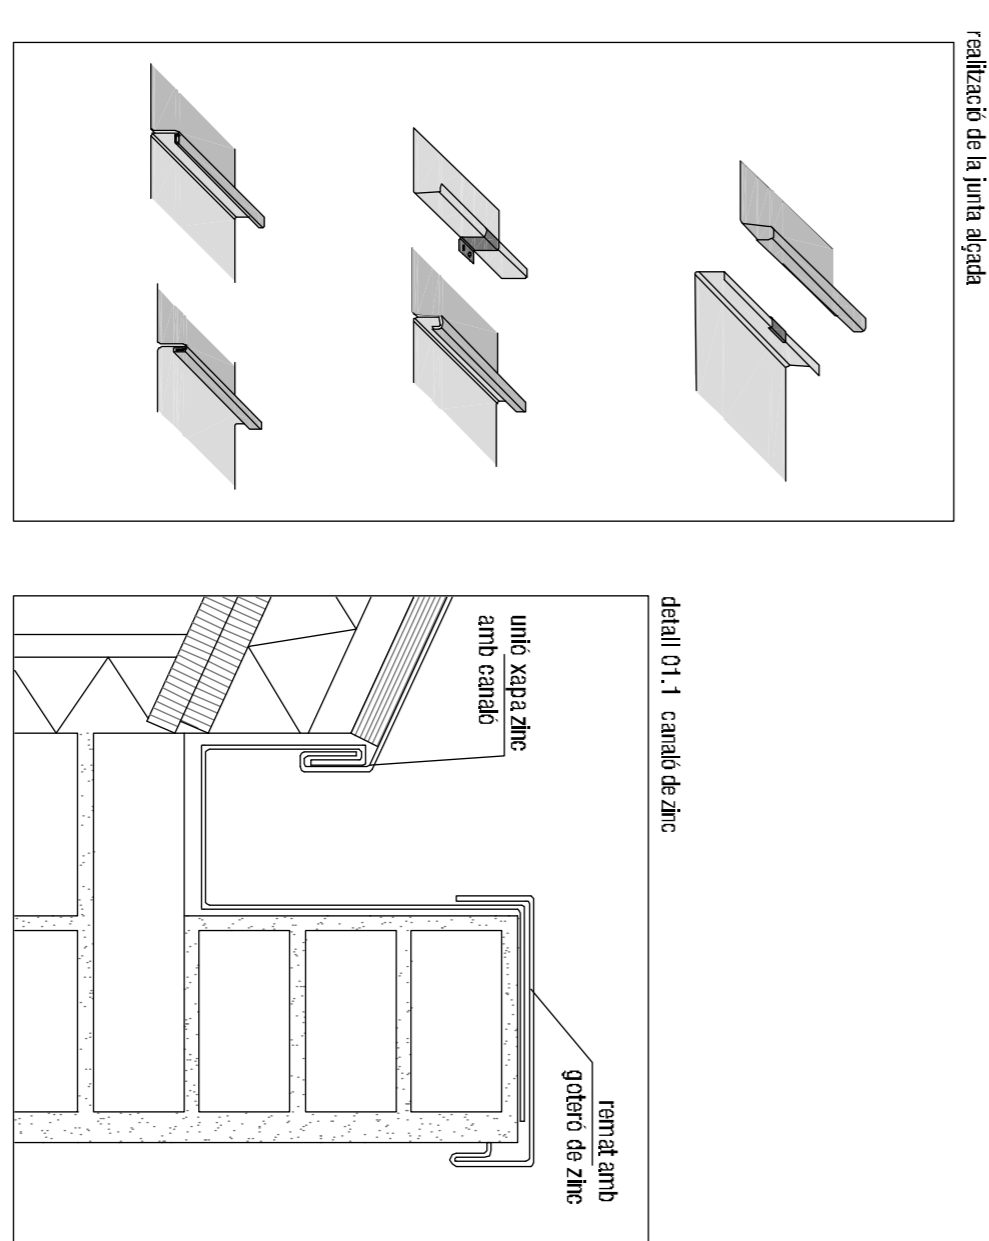 realització de la junta alçada
detall 01.1 canaló de zinc
unió xapa zinc
amb canaló
remat amb
goteró de zinc